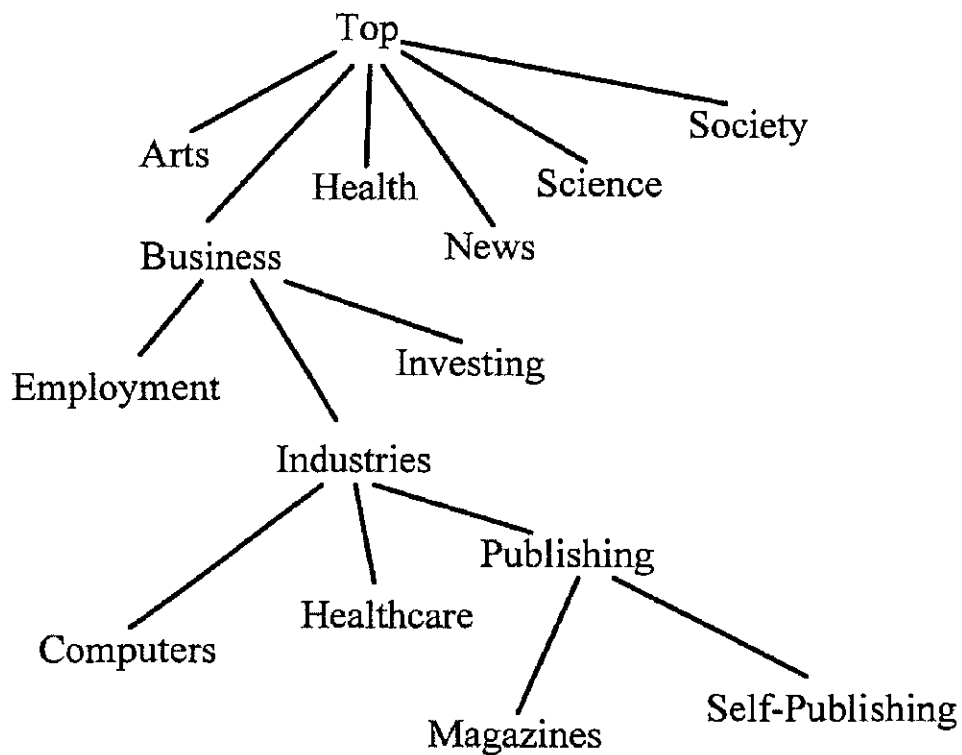 Top
Arts
Health
Science
Society
Business
News
Employment
Investing
Industries
Computers
Healthcare
Publishing
Magazines
Self-Publishing